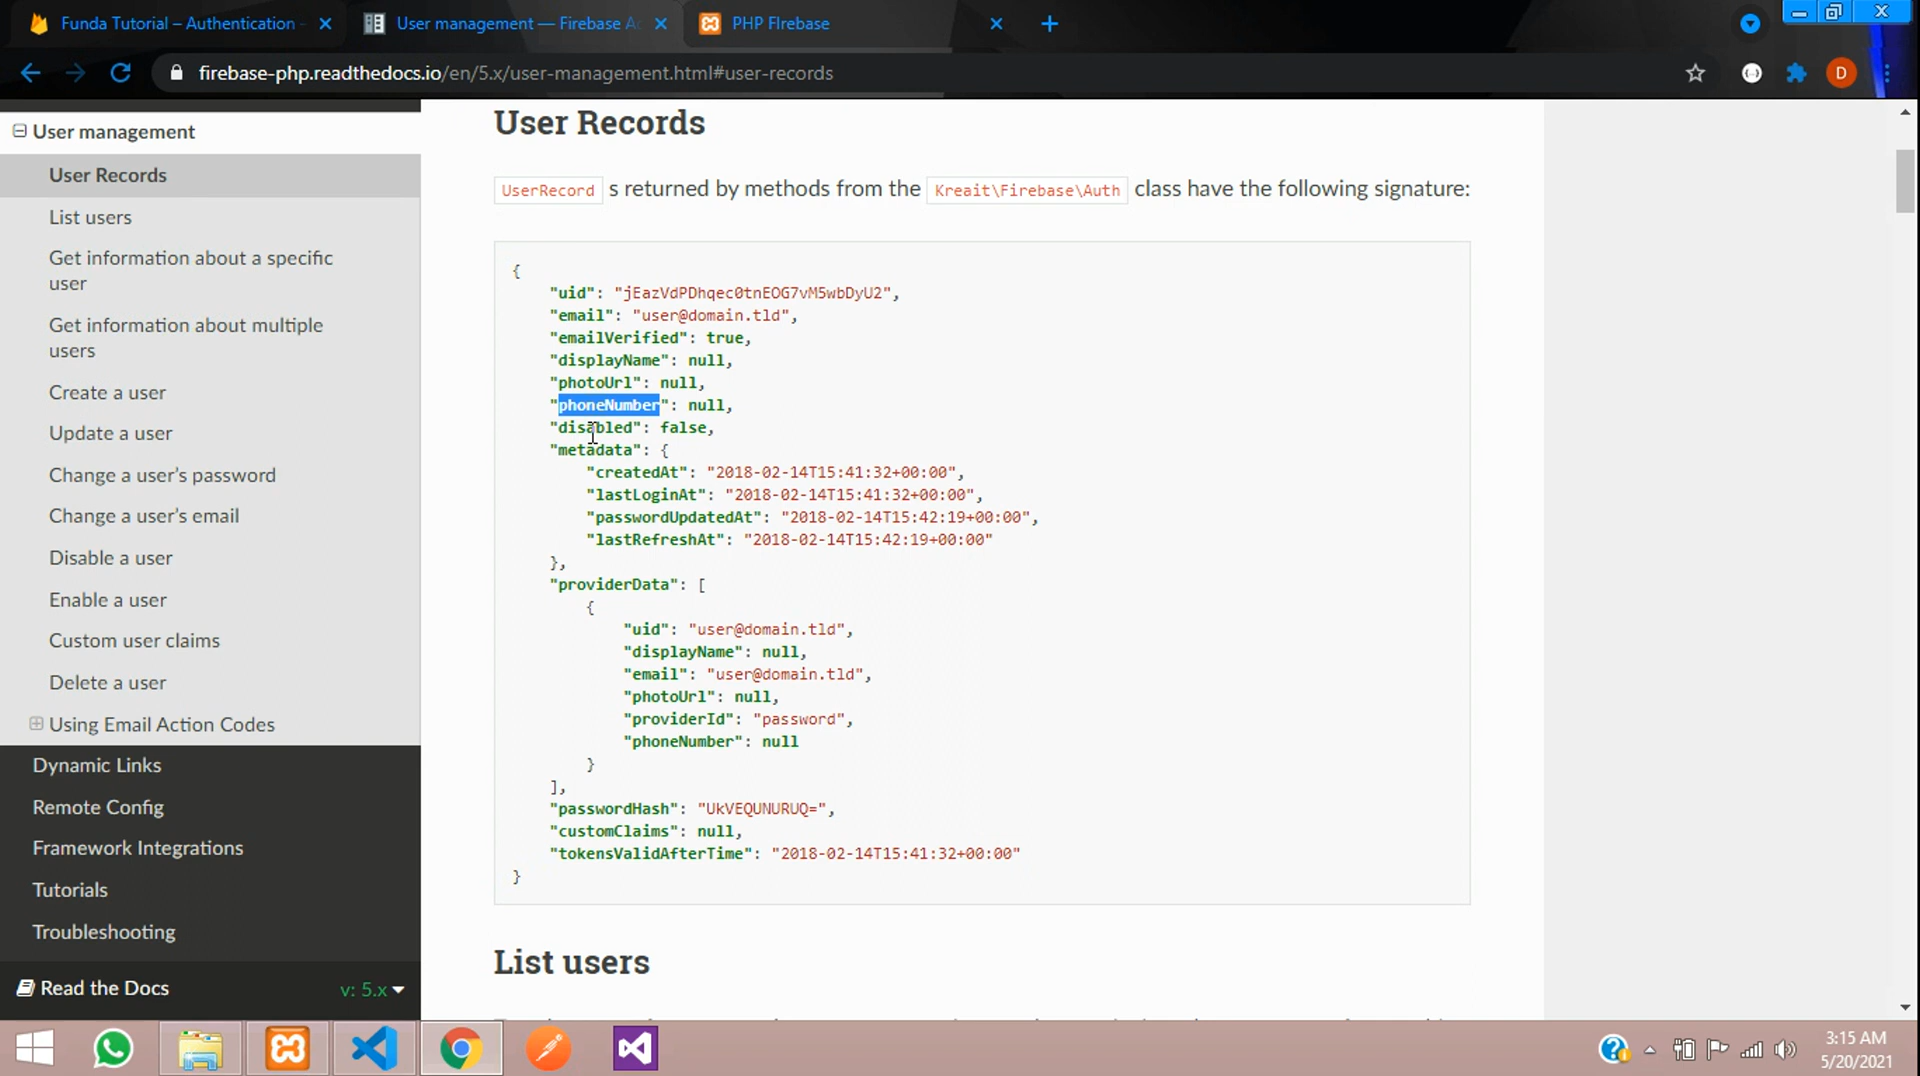 Funda Tutorial – Authentication
User management — Firebase A
PHP FIrebase
firebase-php.readthedocs.io/en/5.x/user-management.html#user-records
D
User management
User Records
List users
Get information about a specific
user
Get information about multiple
users
Create a user
Update a user
Change a user's password
Change a user's email
Disable a user
Enable a user
Custom user claims
Delete a user
Using Email Action Codes
Dynamic Links
Remote Config
Framework Integrations
Tutorials
Troubleshooting
Read the Docs
v: 5.x
User Records
UserRecord s returned by methods from the Kreait\Firebase\Auth class have the following signature:
{
"uid": "jEazVdPDhqec0tnEOG7vM5wbDyU2",
"email": "user@domain.tld",
"emailVerified": true,
"displayName": null,
"photoUrl": null,
"phoneNumber": null,
"disabled": false,
"metadata": {
"createdAt": "2018-02-14T15:41:32+00:00",
"lastLoginAt": "2018-02-14T15:41:32+00:00",
"passwordUpdatedAt": "2018-02-14T15:42:19+00:00",
"lastRefreshAt": "2018-02-14T15:42:19+00:00"
},
"providerData": [
{
"uid": "user@domain.tld",
"displayName": null,
"email": "user@domain.tld",
"photoUrl": null,
"providerId": "password",
"phoneNumber": null
}
],
"passwordHash": "UkVEQUNURUQ=",
"customClaims": null,
"tokensValidAfterTime": "2018-02-14T15:41:32+00:00"
}
List users
3:15 AM
5/20/2021